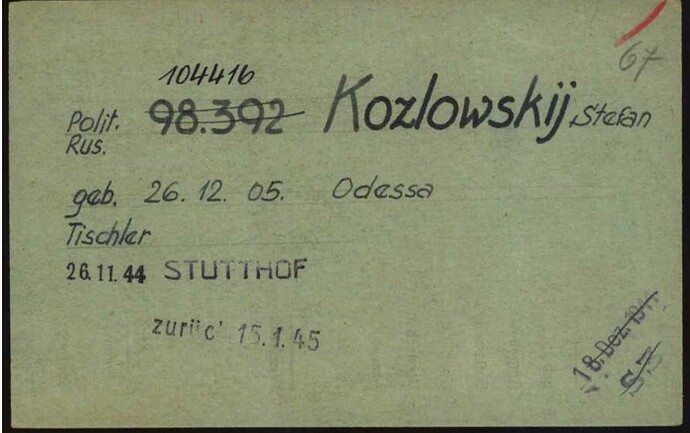 67
104416
Polit. 98.392 Kozlowskij, Stefan
Rus.
geb. 26. 12. 05. Odessa
Tischler
26.11.44 STUTTHOF
zurüc' 15.1.45
18. Dez. 1944